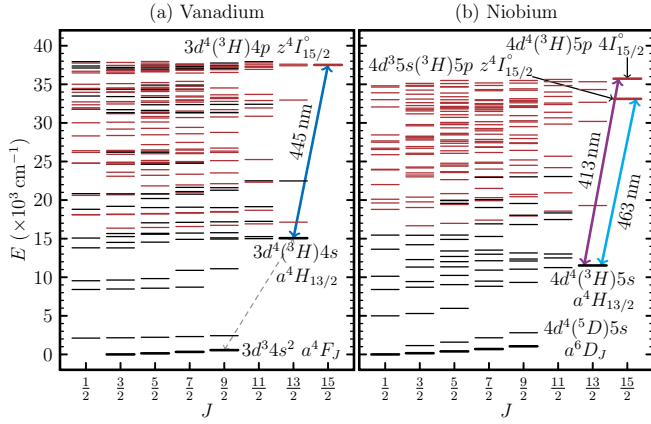 (a) Vanadium
(b) Niobium
E (×10³ cm⁻¹)
40
35
30
25
20
15
10
5
0
3d⁴(³H)4p z⁴I°₁₅/₂
445 nm
3d⁴(³H)4s
a⁴H₁₃/₂
3d³4s² a⁴F_J
1/2 3/2 5/2 7/2 9/2 11/2 13/2 15/2
J
4d⁴(³H)5p 4I°₁₅/₂
4d³5s(³H)5p z⁴I°₁₅/₂
413 nm
463 nm
4d⁴(³H)5s
a⁴H₁₃/₂
4d⁴(⁵D)5s
a⁶D_J
1/2 3/2 5/2 7/2 9/2 11/2 13/2 15/2
J